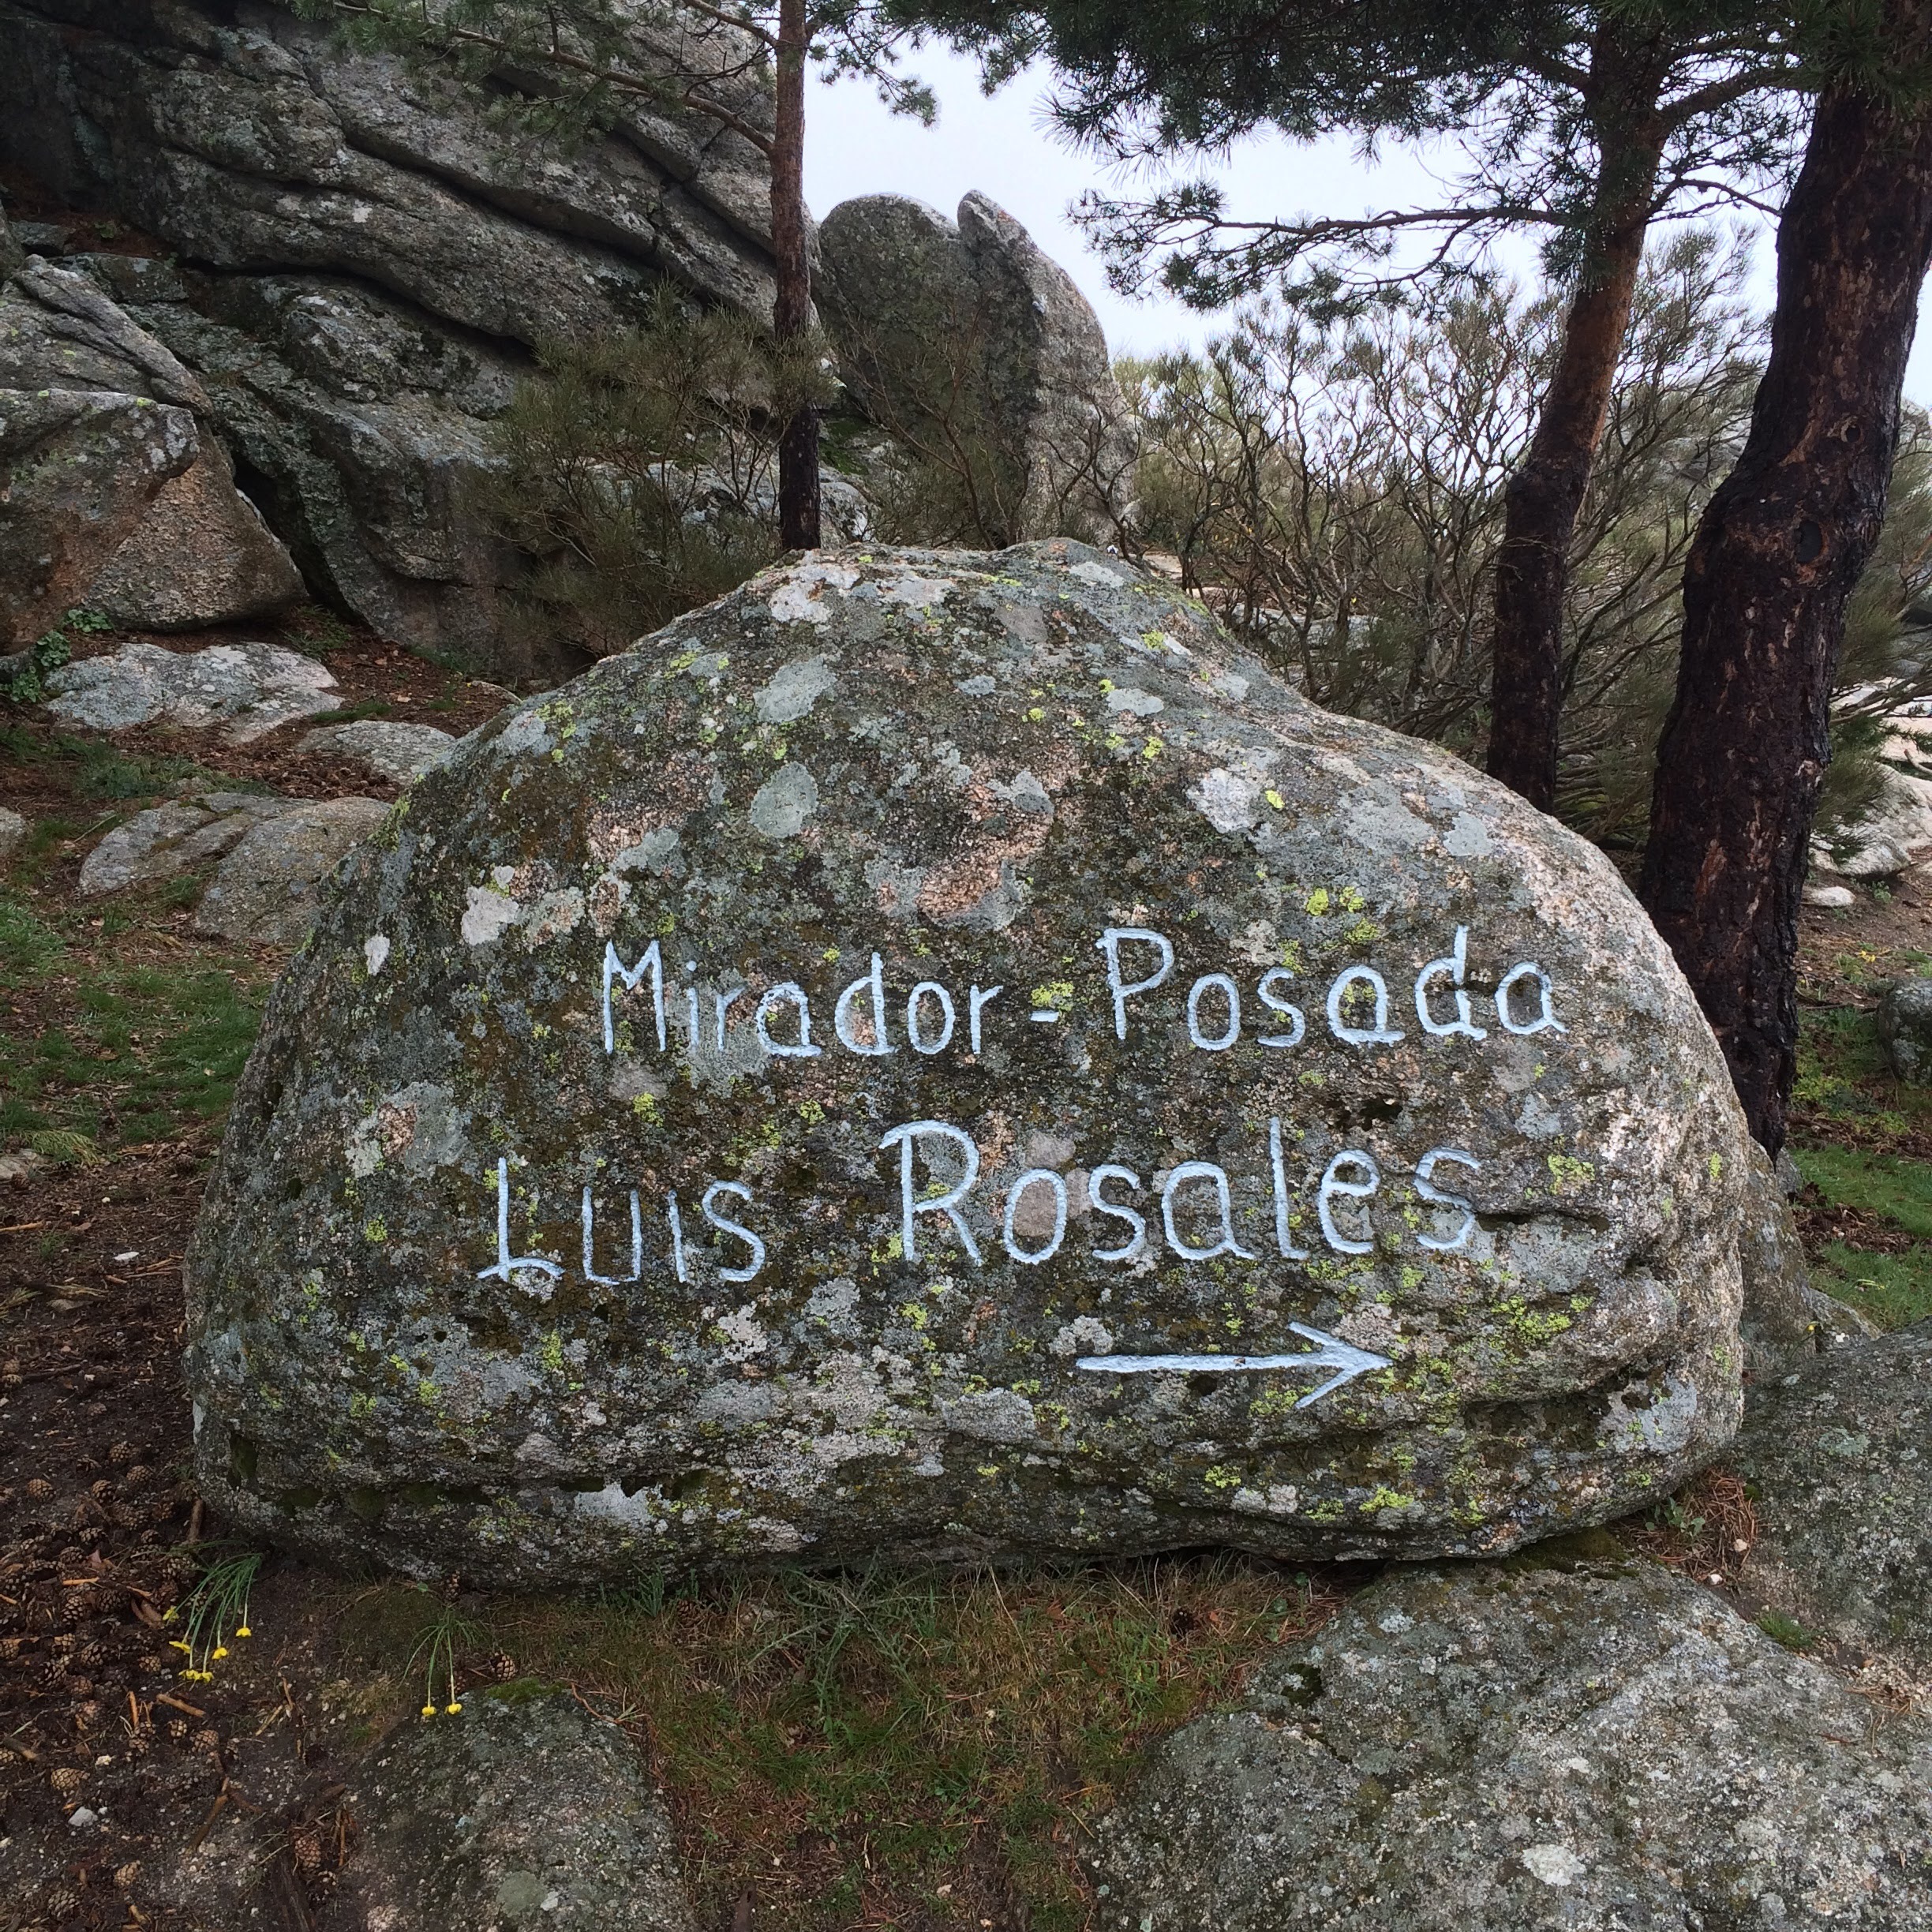 Mirador-Posada
Luis Rosales
→